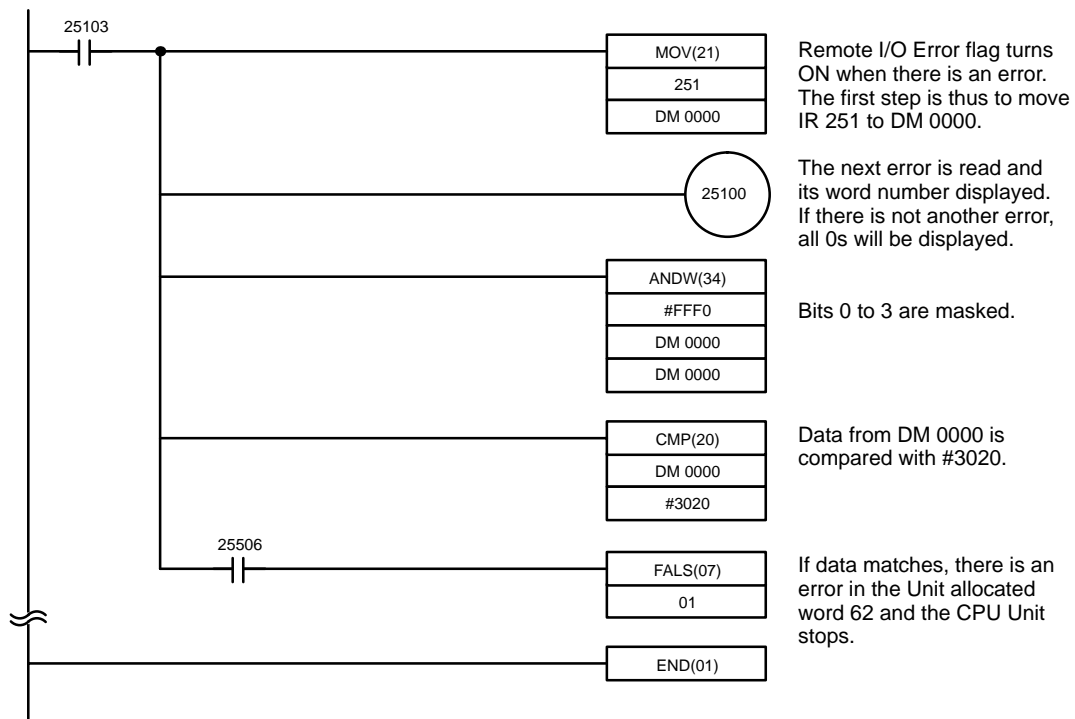 25103
MOV(21)
251
DM 0000
Remote I/O Error flag turns
ON when there is an error.
The first step is thus to move
IR 251 to DM 0000.
25100
The next error is read and
its word number displayed.
If there is not another error,
all 0s will be displayed.
ANDW(34)
#FFF0
DM 0000
DM 0000
Bits 0 to 3 are masked.
CMP(20)
DM 0000
#3020
Data from DM 0000 is
compared with #3020.
25506
FALS(07)
01
If data matches, there is an
error in the Unit allocated
word 62 and the CPU Unit
stops.
END(01)